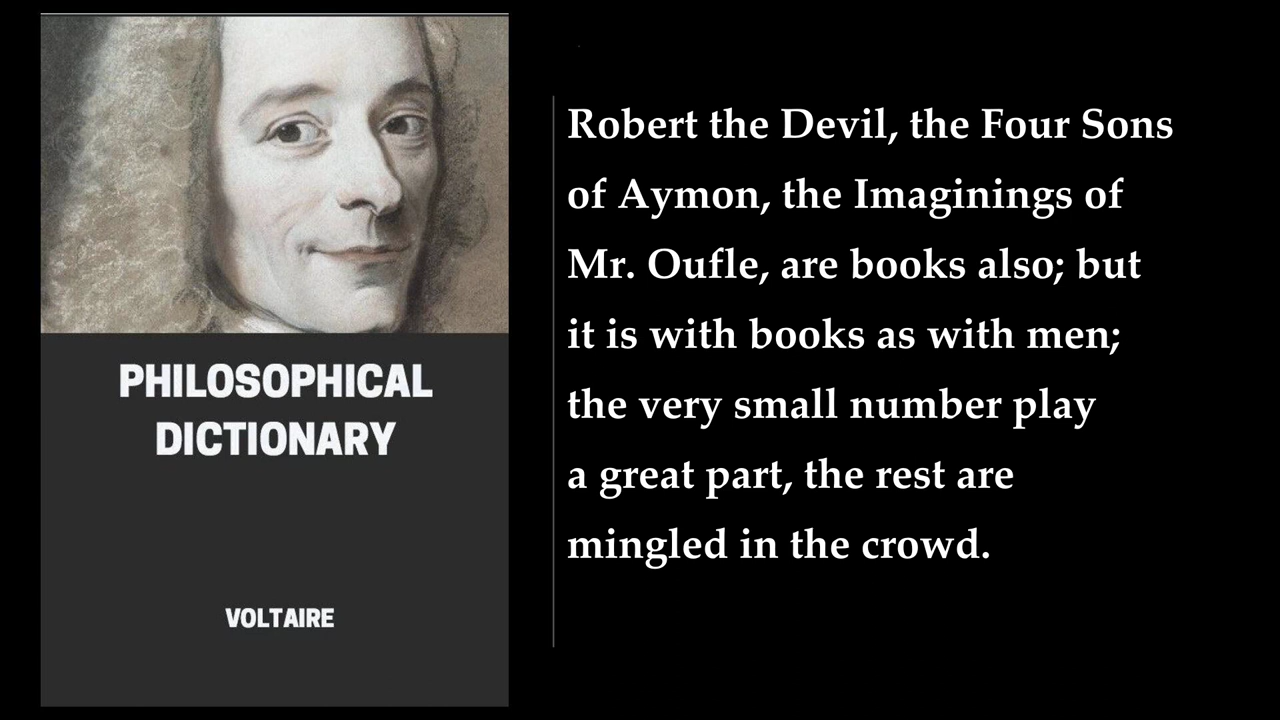 PHILOSOPHICAL
DICTIONARY
VOLTAIRE
Robert the Devil, the Four Sons
of Aymon, the Imaginings of
Mr. Oufle, are books also; but
it is with books as with men;
the very small number play
a great part, the rest are
mingled in the crowd.